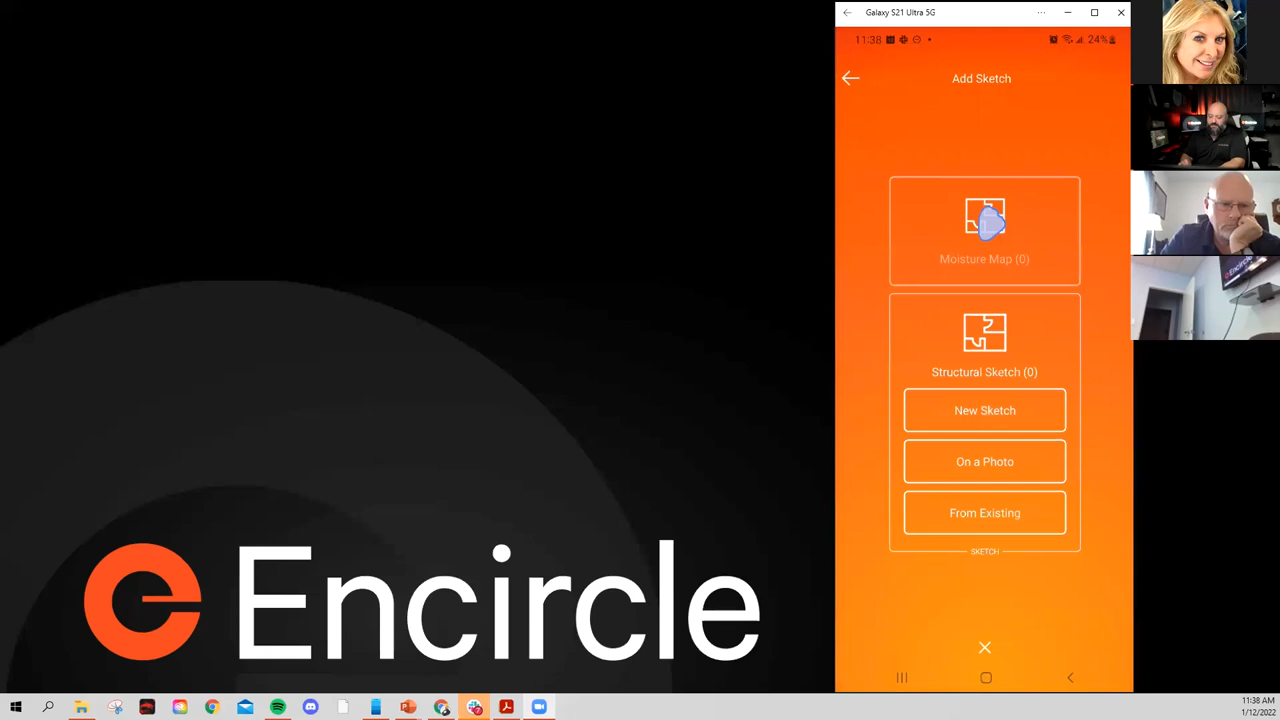 Galaxy S21 Ultra 5G
11:38
24%
Add Sketch
Moisture Map (0)
Structural Sketch (0)
New Sketch
On a Photo
From Existing
SKETCH
Encircle
11:38 AM
1/12/2022